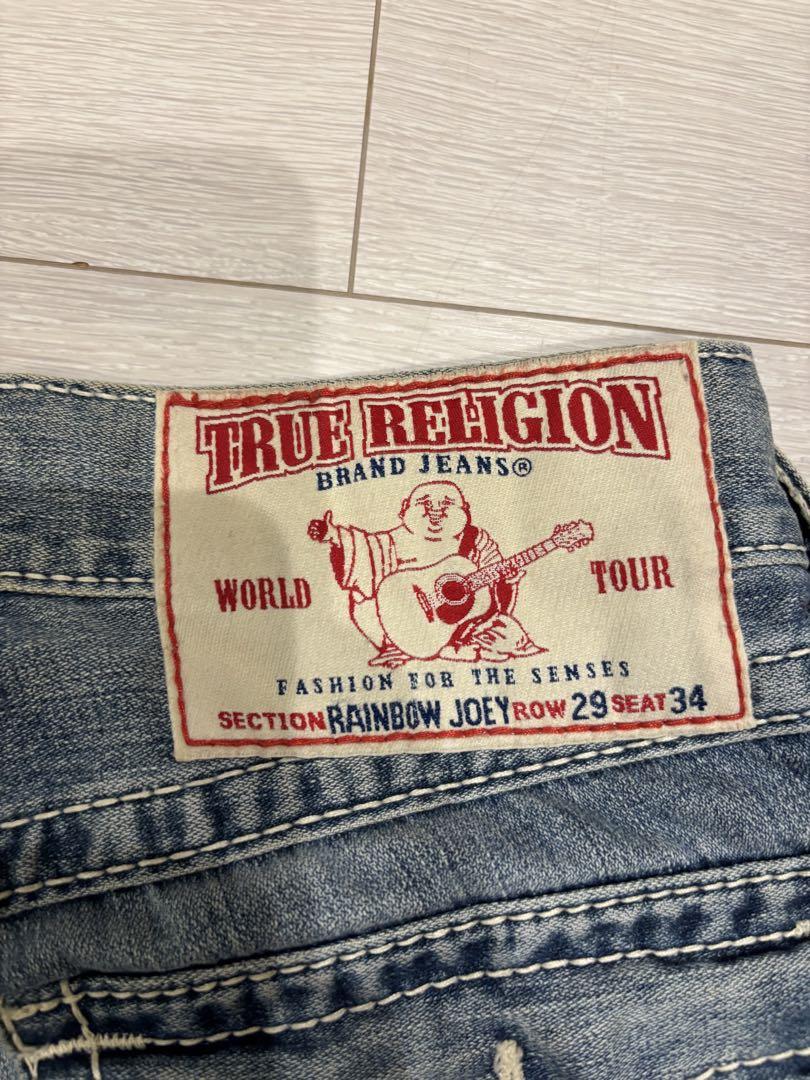 TRUE RELIGION
BRAND JEANS®
WORLD TOUR
FASHION FOR THE SENSES
SECTION RAINBOW JOEY ROW 29 SEAT 34